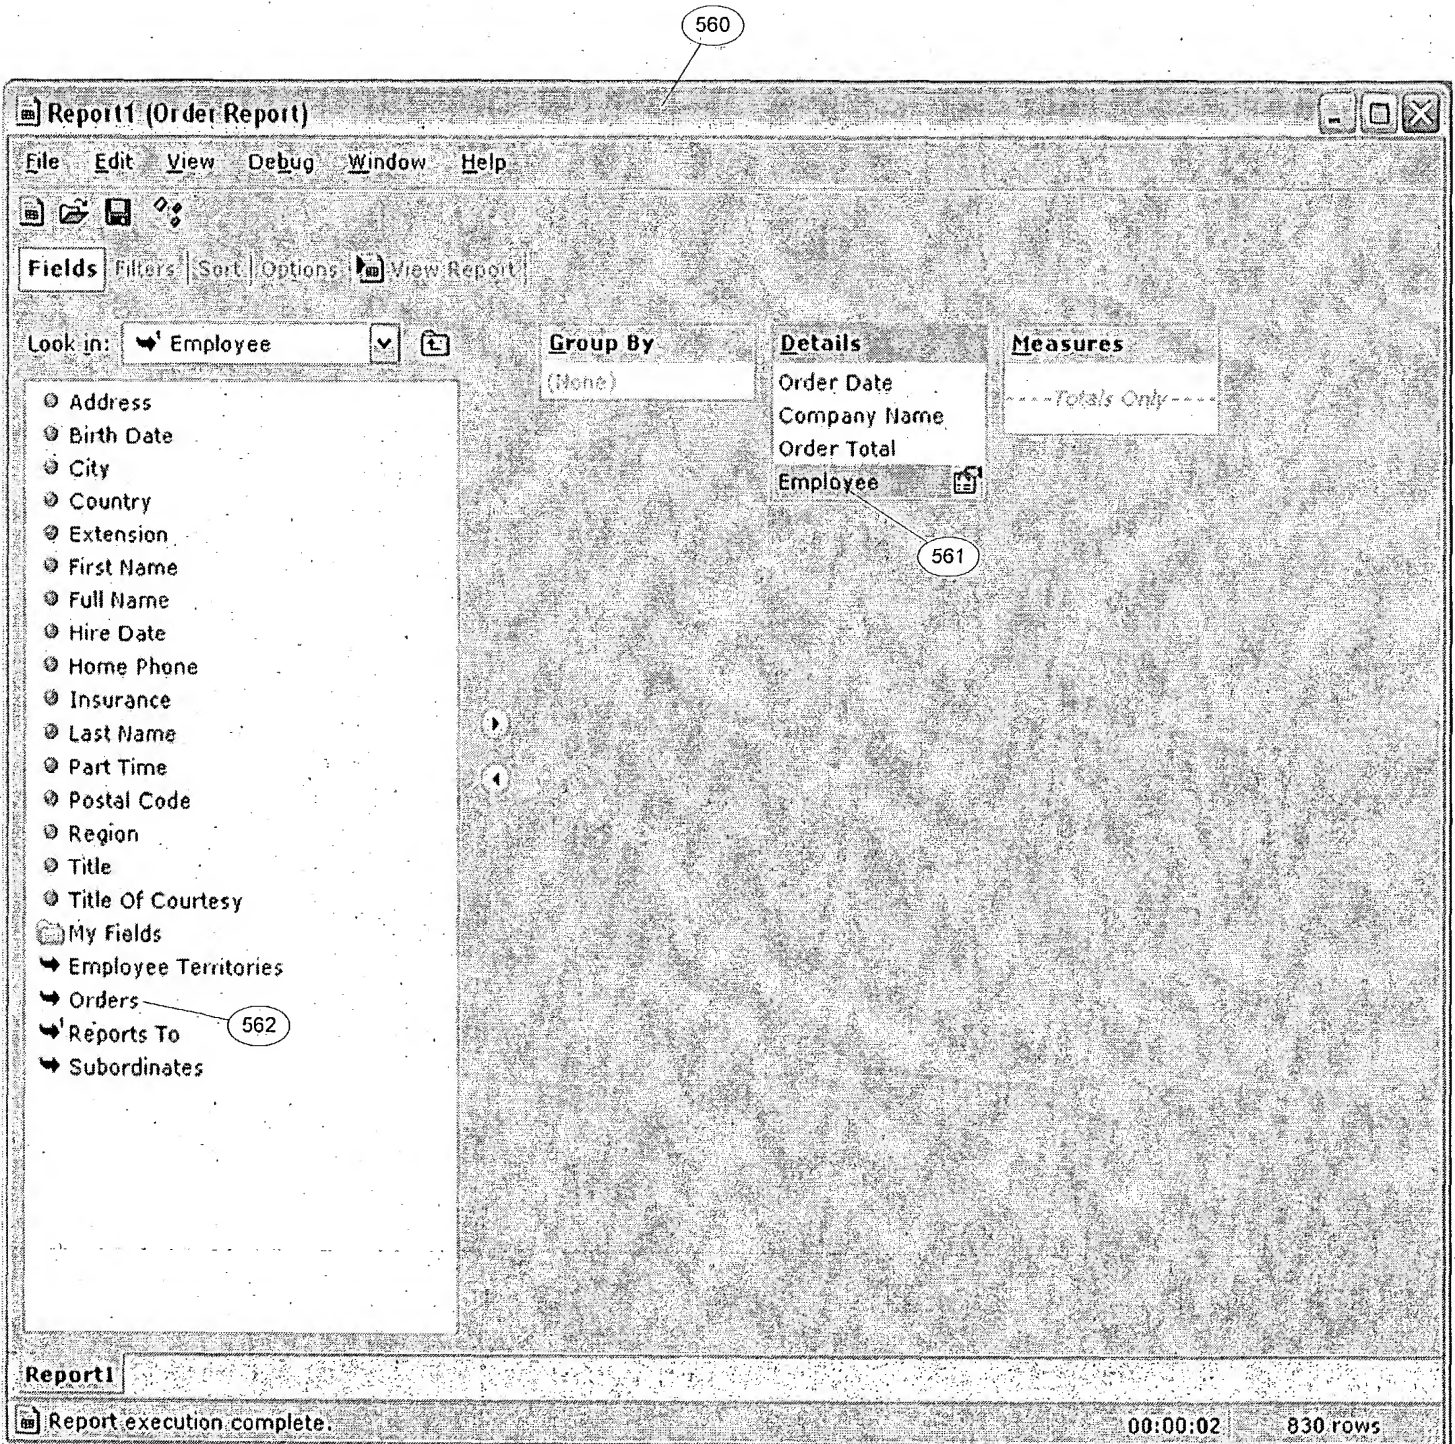 560
Report1 (Order Report)
File Edit View Debug Window Help
Fields Filters Sort Options View Report
Look in: Employee
Group By
(None)
Details
Order Date
Company Name
Order Total
Employee
Measures
----Totals Only----
561
Address
Birth Date
City
Country
Extension
First Name
Full Name
Hire Date
Home Phone
Insurance
Last Name
Part Time
Postal Code
Region
Title
Title Of Courtesy
My Fields
Employee Territories
Orders
562
Reports To
Subordinates
Report1
Report execution complete. 00:00:02 830 rows